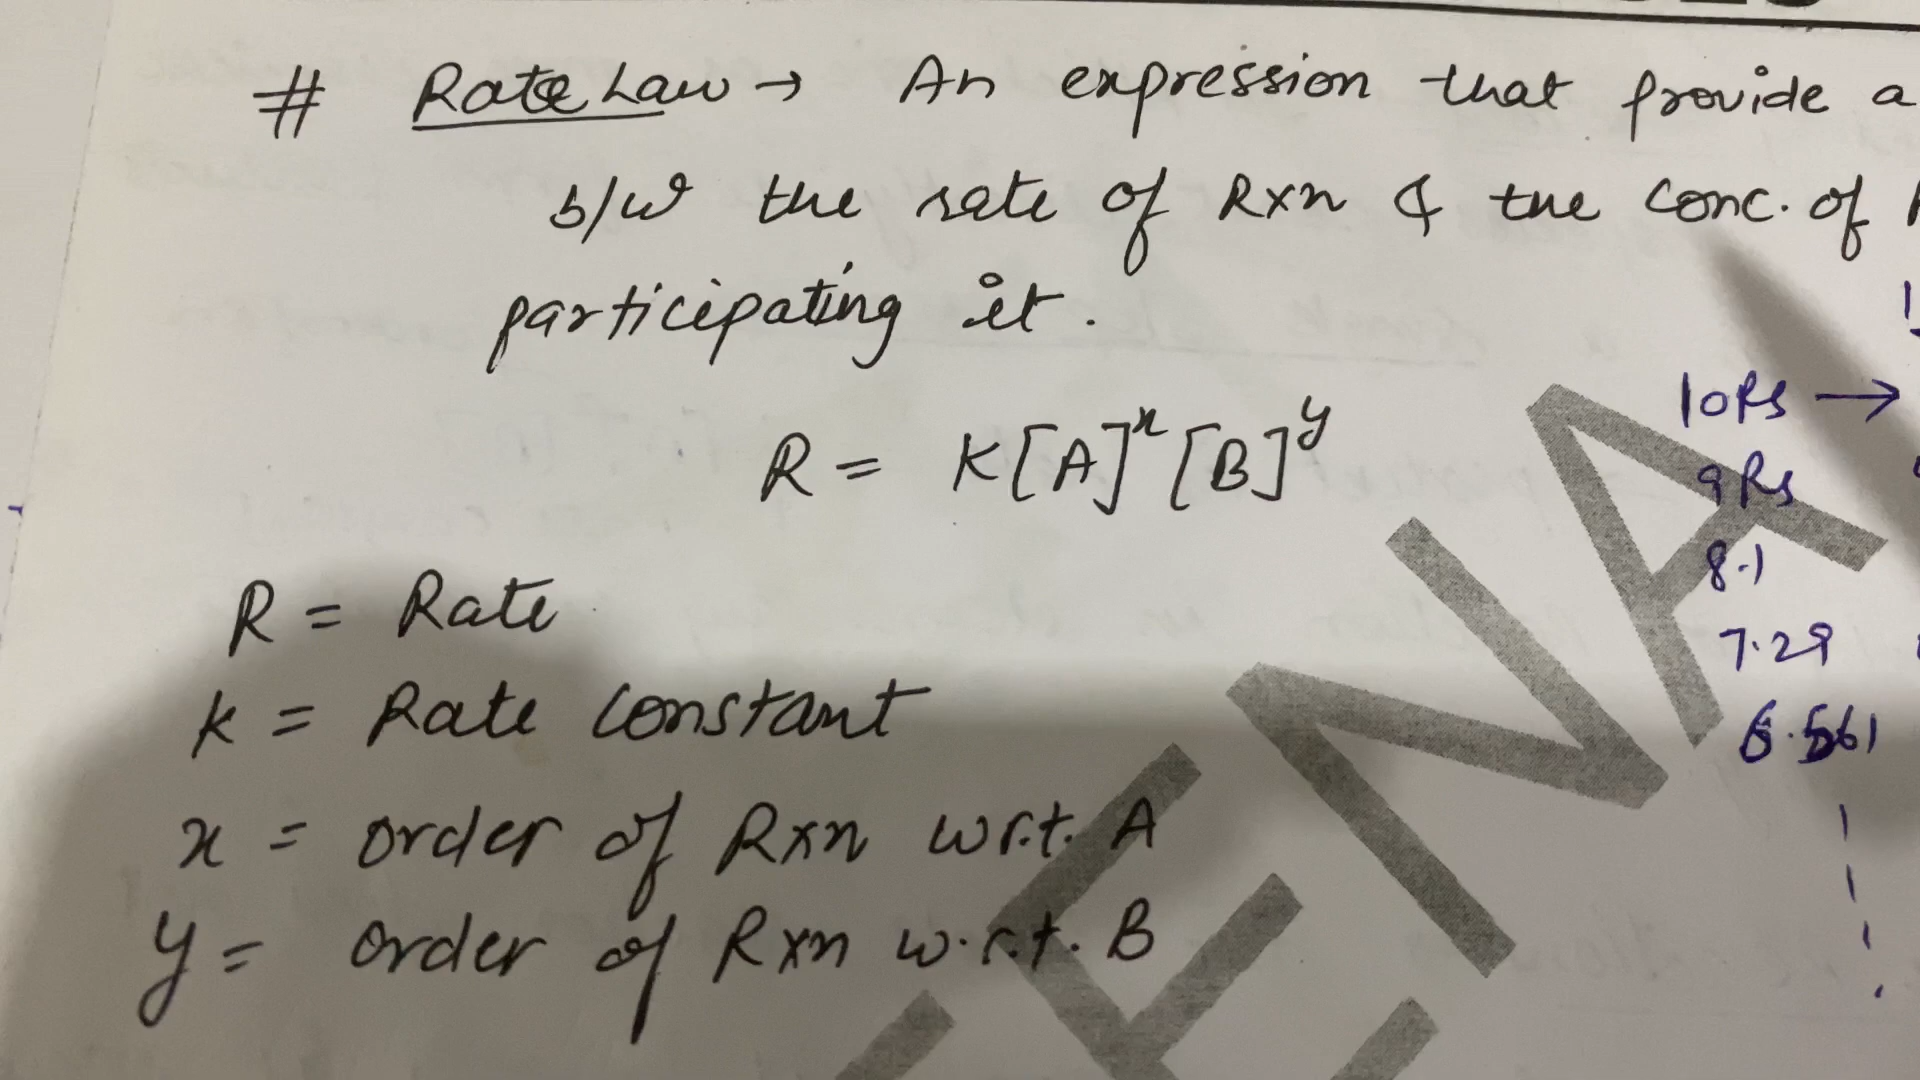 # Rate Law → An expression that provide a
b/w the rate of Rxn & the conc. of
participating it.
R = K[A]ˣ [B]ʸ
R = Rate
K = Rate Constant
x = order of Rxn w.r.t. A
y = order of Rxn w.r.t. B
10Rs →
9Rs
8.1
7.29
6.561
ENA